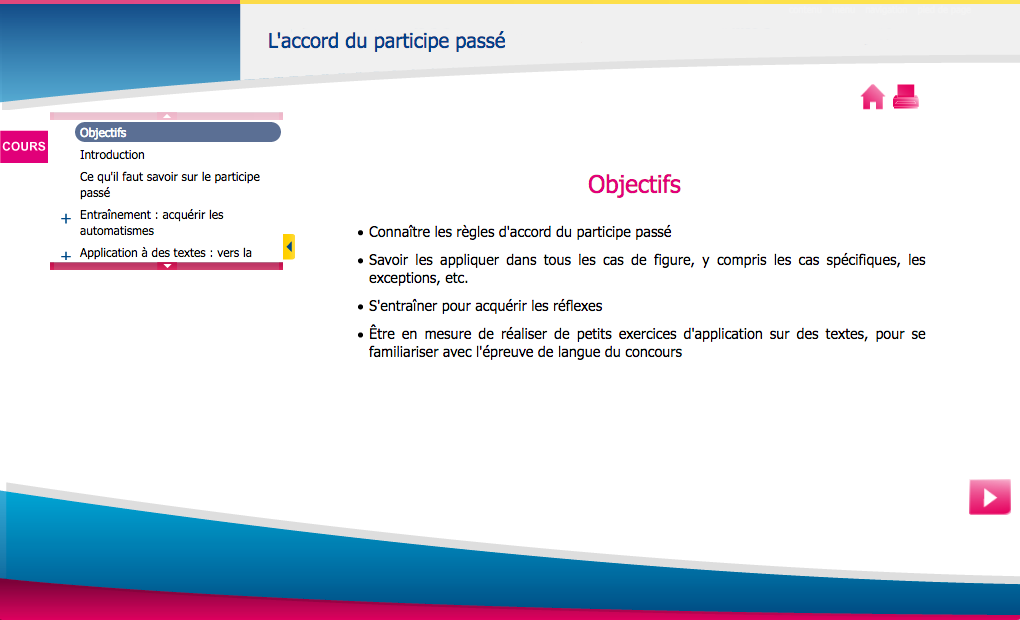 L'accord du participe passé
COURS
Objectifs
Introduction
Ce qu'il faut savoir sur le participe
passé
+ Entraînement : acquérir les
automatismes
+ Application à des textes : vers la
Objectifs
• Connaître les règles d'accord du participe passé
• Savoir les appliquer dans tous les cas de figure, y compris les cas spécifiques, les
exceptions, etc.
• S'entraîner pour acquérir les réflexes
• Être en mesure de réaliser de petits exercices d'application sur des textes, pour se
familiariser avec l'épreuve de langue du concours